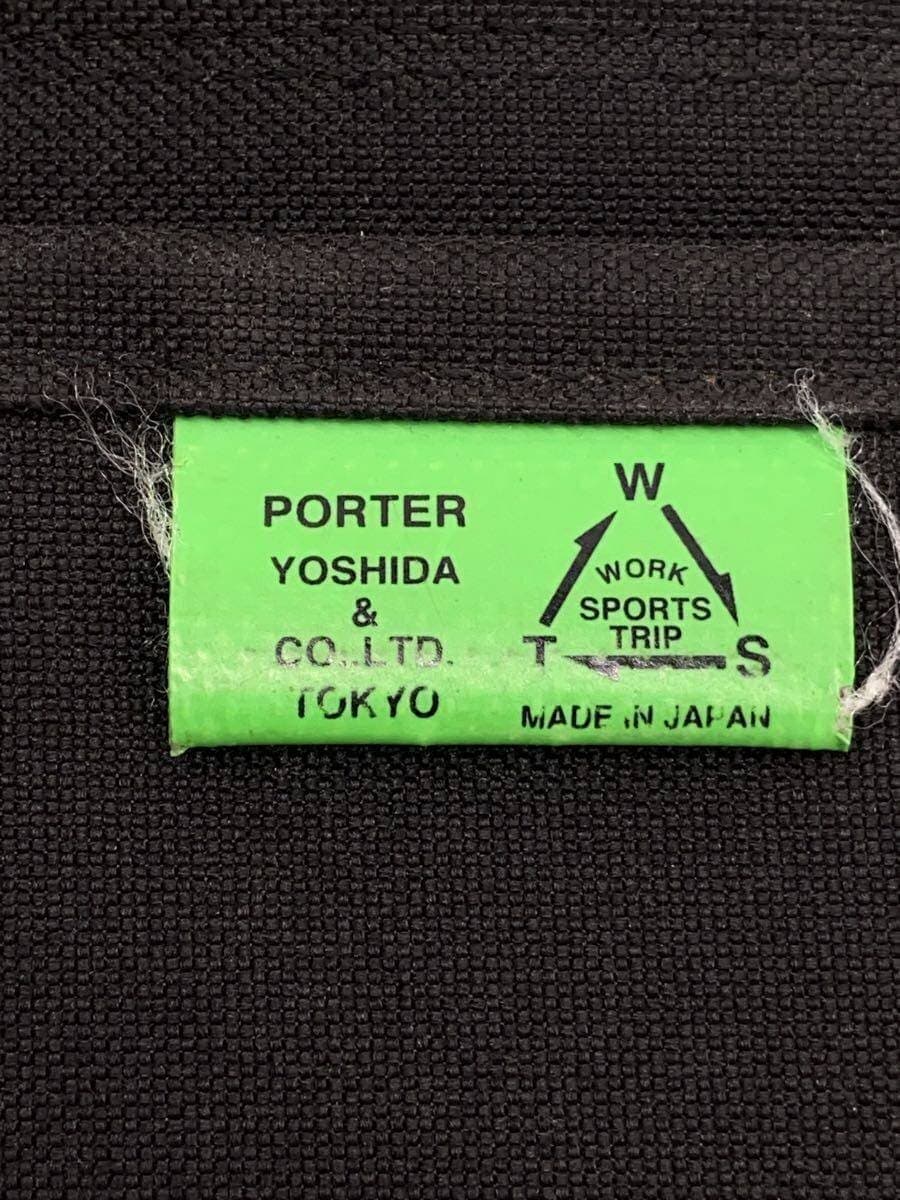 PORTER
YOSHIDA
&
CO.,LTD.
TOKYO
W
WORK
SPORTS
TRIP
T
S
MADE IN JAPAN